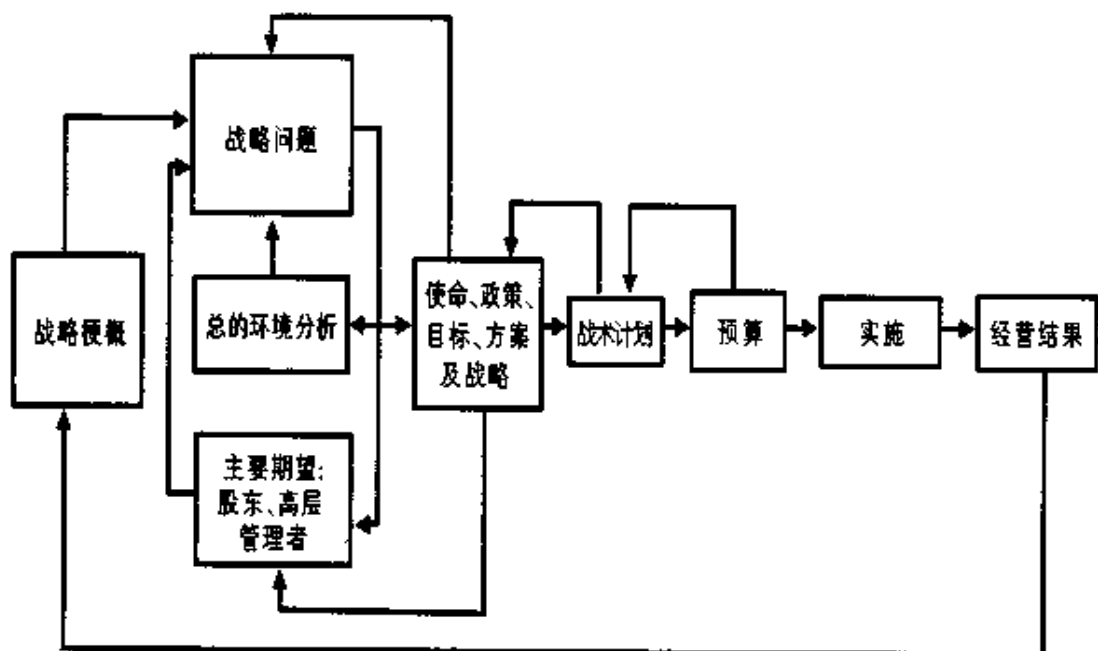 战略问题
战略梗概
总的环境分析
主要期望:
股东、高层
管理者
使命、政策、
目标、方案
及战略
战术计划
预算
实施
经营结果